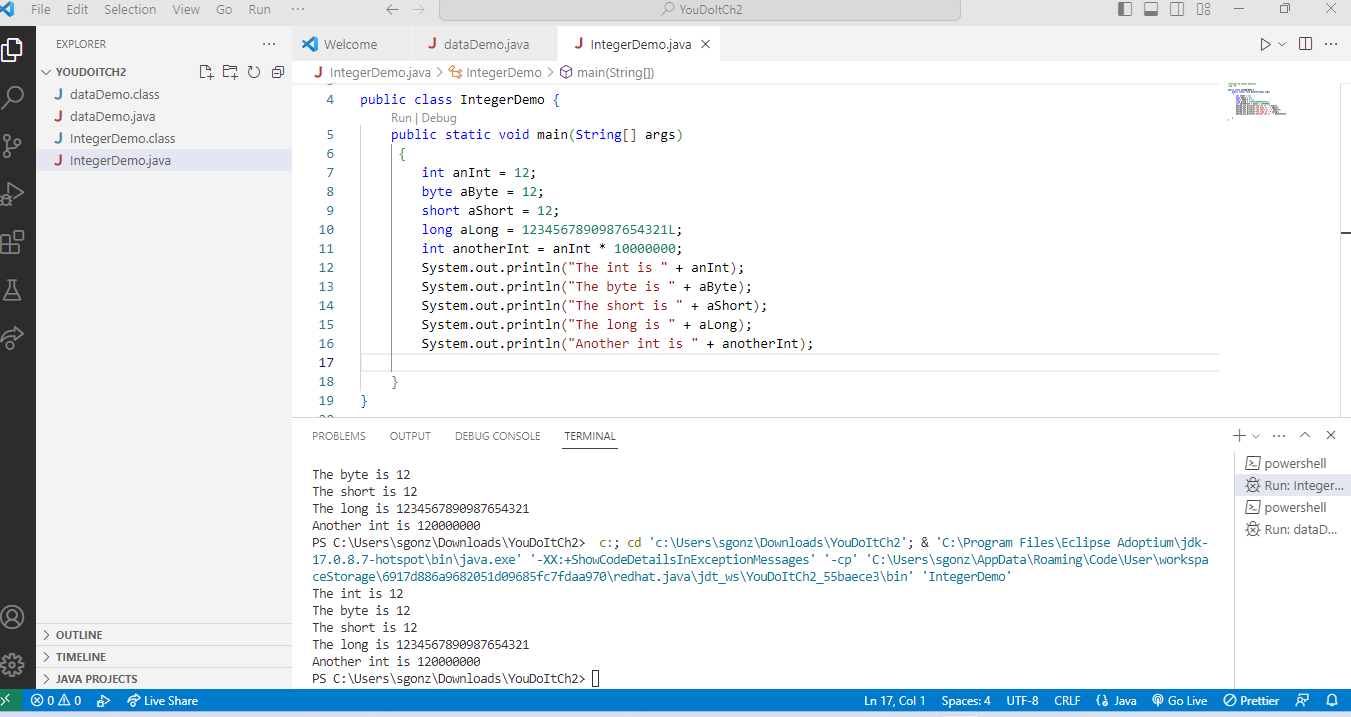 File Edit Selection View Go Run ··· YouDoItCh2
EXPLORER ···
YOUDOITCH2
J dataDemo.class
J dataDemo.java
J IntegerDemo.class
J IntegerDemo.java
OUTLINE
TIMELINE
JAVA PROJECTS
Welcome J dataDemo.java J IntegerDemo.java
J IntegerDemo.java > IntegerDemo > main(String[])
4 public class IntegerDemo {
Run | Debug
5 public static void main(String[] args)
6 {
7 int anInt = 12;
8 byte aByte = 12;
9 short aShort = 12;
10 long aLong = 1234567890987654321L;
11 int anotherInt = anInt * 10000000;
12 System.out.println("The int is " + anInt);
13 System.out.println("The byte is " + aByte);
14 System.out.println("The short is " + aShort);
15 System.out.println("The long is " + aLong);
16 System.out.println("Another int is " + anotherInt);
17
18 }
19 }
PROBLEMS OUTPUT DEBUG CONSOLE TERMINAL
The byte is 12
The short is 12
The long is 1234567890987654321
Another int is 120000000
PS C:\Users\sgonz\Downloads\YouDoItCh2> c:; cd 'c:\Users\sgonz\Downloads\YouDoItCh2'; & 'C:\Program Files\Eclipse Adoptium\jdk-
17.0.8.7-hotspot\bin\java.exe' '-XX:+ShowCodeDetailsInExceptionMessages' '-cp' 'C:\Users\sgonz\AppData\Roaming\Code\User\workspa
ceStorage\6917d886a9682051d09685fc7fdaa970\redhat.java\jdt_ws\YouDoItCh2_55baece3\bin' 'IntegerDemo'
The int is 12
The byte is 12
The short is 12
The long is 1234567890987654321
Another int is 120000000
PS C:\Users\sgonz\Downloads\YouDoItCh2>
powershell
Run: Integer...
powershell
Run: dataD...
0 0 Live Share Ln 17, Col 1 Spaces: 4 UTF-8 CRLF {} Java Go Live Prettier